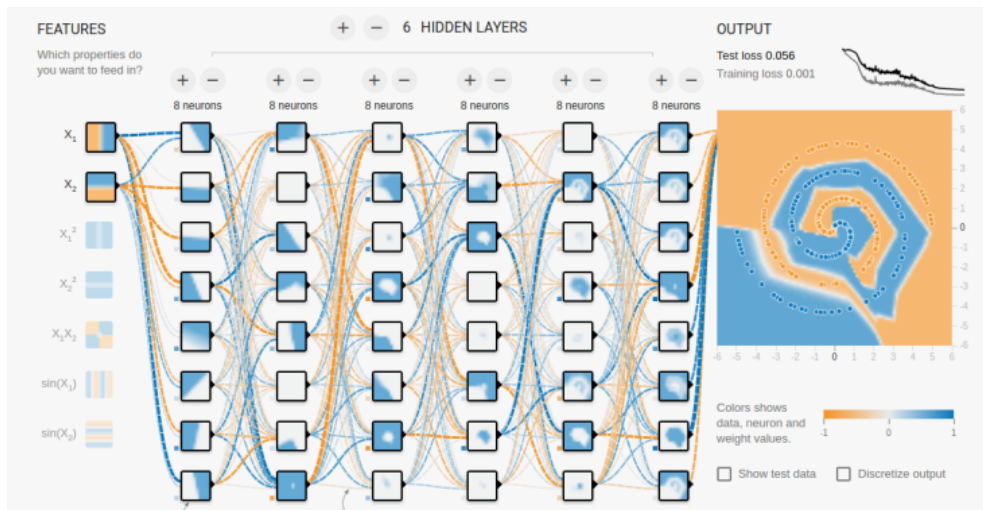 FEATURES
Which properties do
you want to feed in?
+ − 6 HIDDEN LAYERS
+ − + − + − + − + − + −
8 neurons 8 neurons 8 neurons 8 neurons 8 neurons 8 neurons
X₁
X₂
X₁²
X₂²
X₁X₂
sin(X₁)
sin(X₂)
OUTPUT
Test loss 0.056
Training loss 0.001
6
5
4
3
2
1
0
-1
-2
-3
-4
-5
-6
-6 -5 -4 -3 -2 -1 0 1 2 3 4 5 6
Colors shows
data, neuron and
weight values.
-1 0 1
Show test data Discretize output